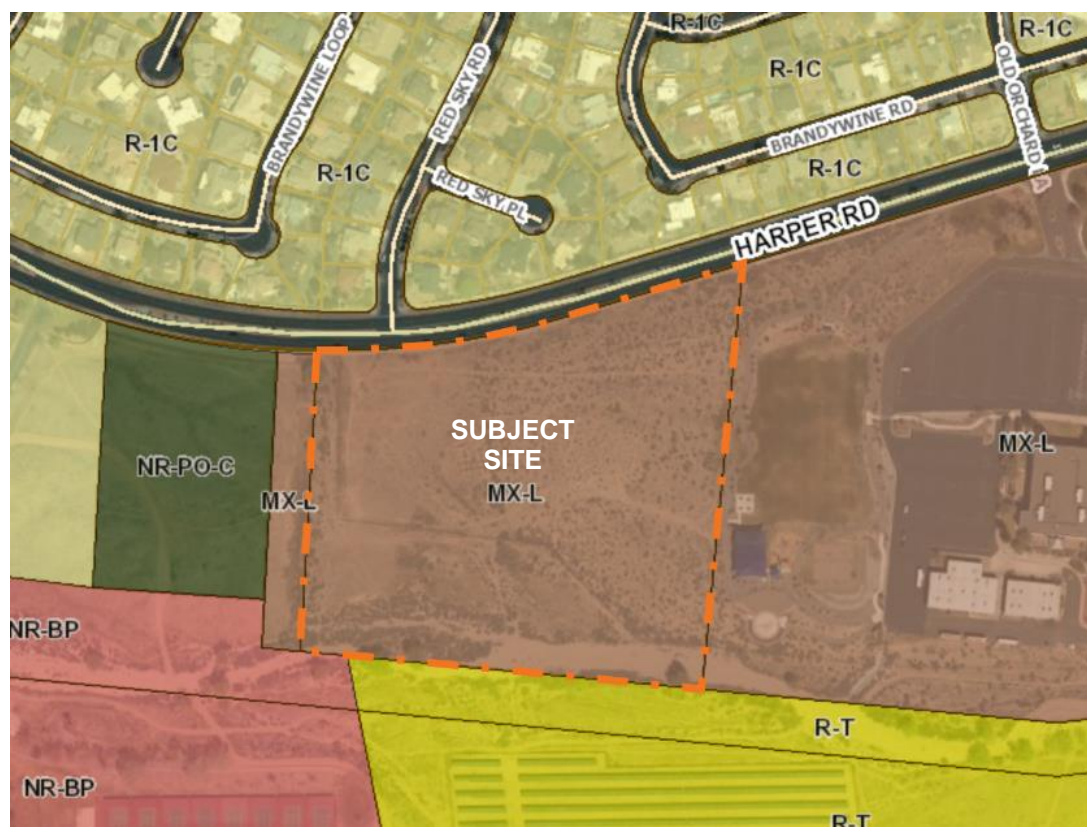 R-1C
R-1C
R-1C
R-1C
R-1C
BRANDYWINE LOOP
RED SKY RD
RED SKY PL
BRANDYWINE RD
OLD ORCHARD LA
HARPER RD
SUBJECT
SITE
MX-L
MX-L
MX-L
NR-PO-C
NR-BP
NR-BP
R-T
R-T